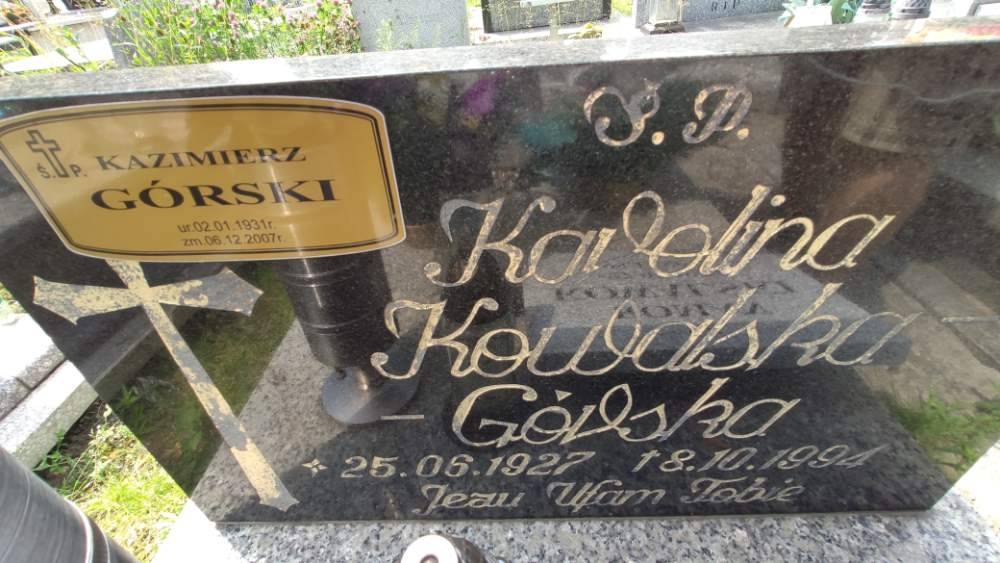 Ś. P.
KAZIMIERZ
GÓRSKI
ur.02.01.1931r.
zm.06.12.2007r.
Ś. P.
Karolina
Kowalska
- Górska
25.06.1927 † 8.10.1994
Jezu Ufam Tobie
R I P